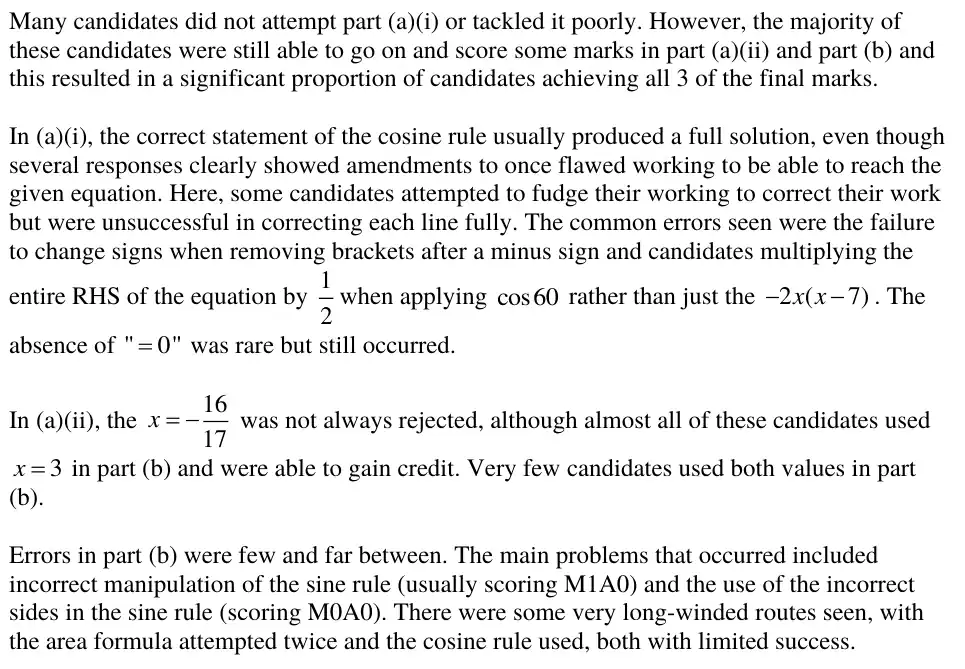 Many candidates did not attempt part (a)(i) or tackled it poorly. However, the majority of
these candidates were still able to go on and score some marks in part (a)(ii) and part (b) and
this resulted in a significant proportion of candidates achieving all 3 of the final marks.
In (a)(i), the correct statement of the cosine rule usually produced a full solution, even though
several responses clearly showed amendments to once flawed working to be able to reach the
given equation. Here, some candidates attempted to fudge their working to correct their work
but were unsuccessful in correcting each line fully. The common errors seen were the failure
to change signs when removing brackets after a minus sign and candidates multiplying the
entire RHS of the equation by 1/2 when applying cos 60 rather than just the −2x(x−7). The
absence of "=0" was rare but still occurred.
In (a)(ii), the x = −16/17 was not always rejected, although almost all of these candidates used
x = 3 in part (b) and were able to gain credit. Very few candidates used both values in part
(b).
Errors in part (b) were few and far between. The main problems that occurred included
incorrect manipulation of the sine rule (usually scoring M1A0) and the use of the incorrect
sides in the sine rule (scoring M0A0). There were some very long-winded routes seen, with
the area formula attempted twice and the cosine rule used, both with limited success.